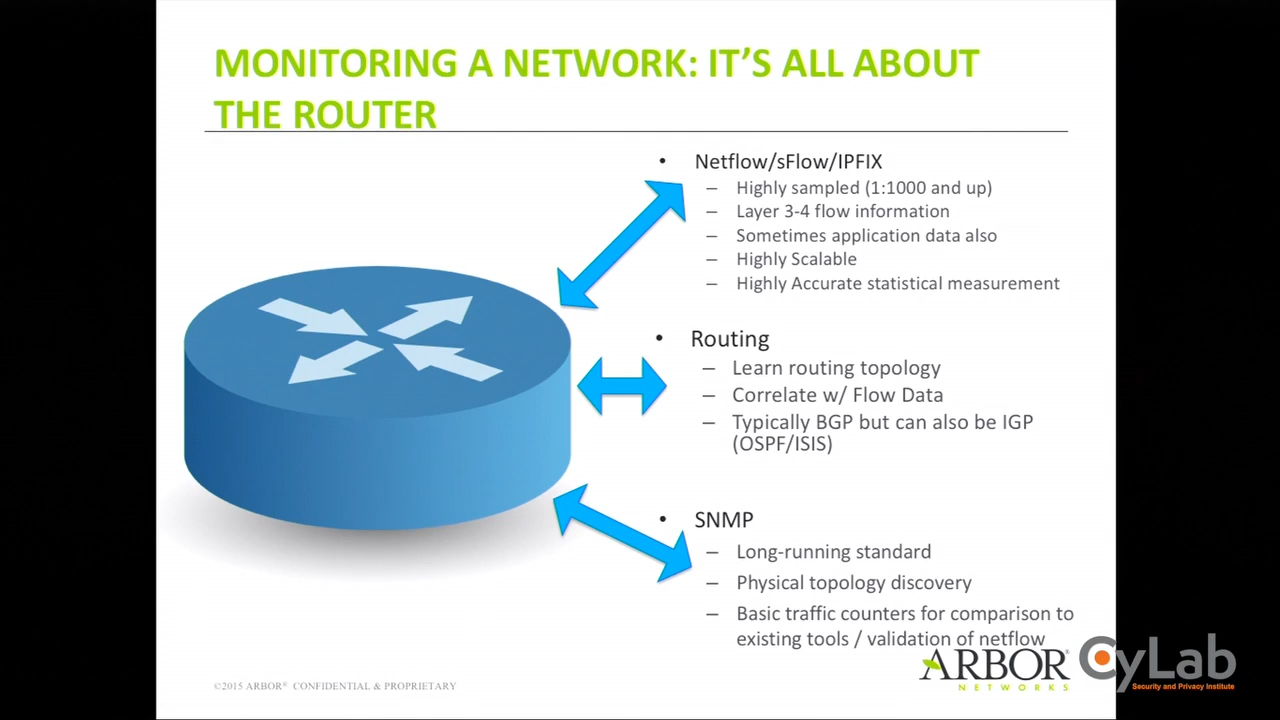 MONITORING A NETWORK: IT'S ALL ABOUT
THE ROUTER
• Netflow/sFlow/IPFIX
– Highly sampled (1:1000 and up)
– Layer 3-4 flow information
– Sometimes application data also
– Highly Scalable
– Highly Accurate statistical measurement
• Routing
– Learn routing topology
– Correlate w/ Flow Data
– Typically BGP but can also be IGP
(OSPF/ISIS)
• SNMP
– Long-running standard
– Physical topology discovery
– Basic traffic counters for comparison to
existing tools / validation of netflow
©2015 ARBOR® CONFIDENTIAL & PROPRIETARY
ARBOR®
NETWORKS
CyLab
Security and Privacy Institute